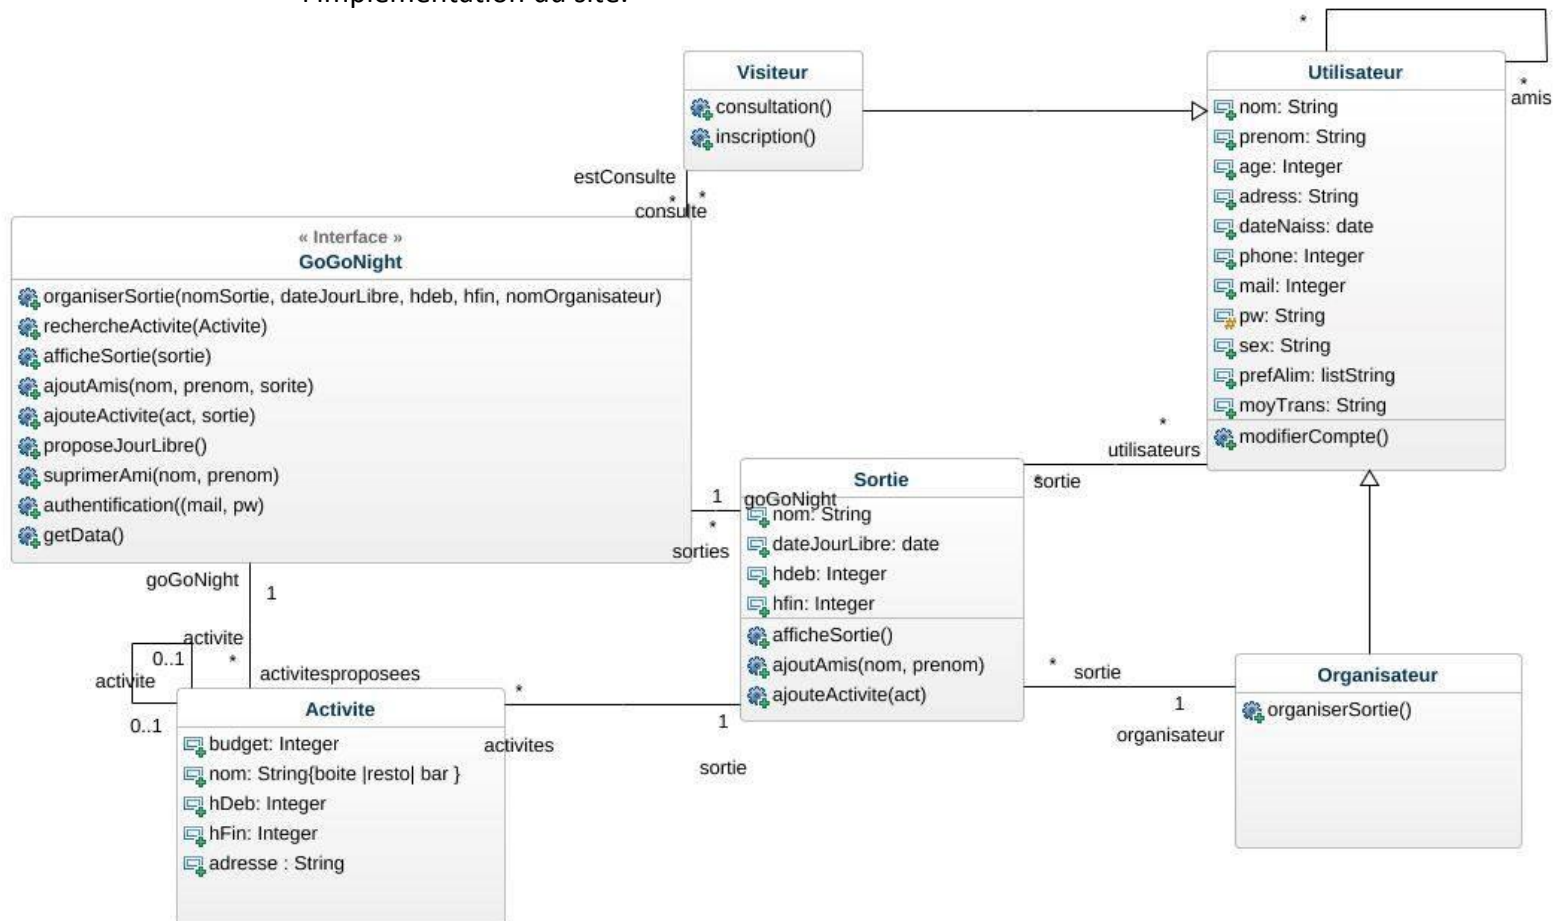 Visiteur
consultation()
inscription()
estConsulte
*
*
consulte
*
*
amis
Utilisateur
nom: String
prenom: String
age: Integer
adress: String
dateNaiss: date
phone: Integer
mail: Integer
pw: String
sex: String
prefAlim: listString
moyTrans: String
modifierCompte()
« Interface »
GoGoNight
organiserSortie(nomSortie, dateJourLibre, hdeb, hfin, nomOrganisateur)
rechercheActivite(Activite)
afficheSortie(sortie)
ajoutAmis(nom, prenom, sorite)
ajouteActivite(act, sortie)
proposeJourLibre()
suprimerAmi(nom, prenom)
authentification((mail, pw)
getData()
*
utilisateurs
*
sortie
1
goGoNight
*
sorties
Sortie
nom: String
dateJourLibre: date
hdeb: Integer
hfin: Integer
afficheSortie()
ajoutAmis(nom, prenom)
ajouteActivite(act)
goGoNight
1
activite
0..1
*
activite
activitesproposees
0..1
*
activites
1
sortie
*
sortie
1
organisateur
Organisateur
organiserSortie()
Activite
budget: Integer
nom: String{boite |resto| bar }
hDeb: Integer
hFin: Integer
adresse : String